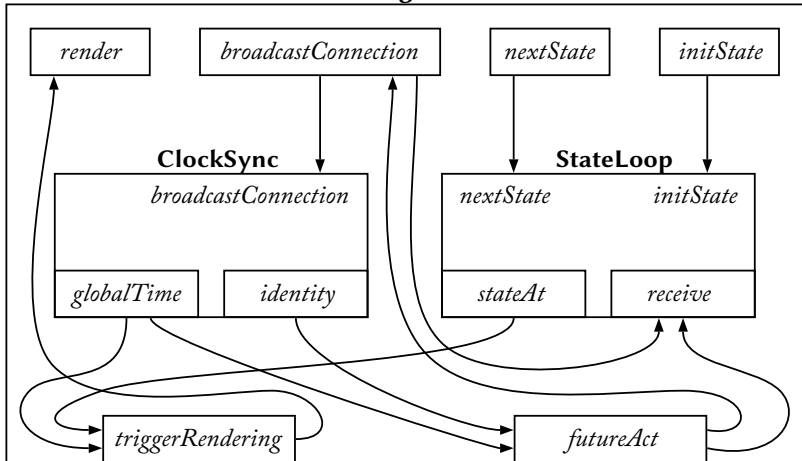 render broadcastConnection nextState initState
ClockSync StateLoop
broadcastConnection nextState initState
globalTime identity stateAt receive
triggerRendering futureAct